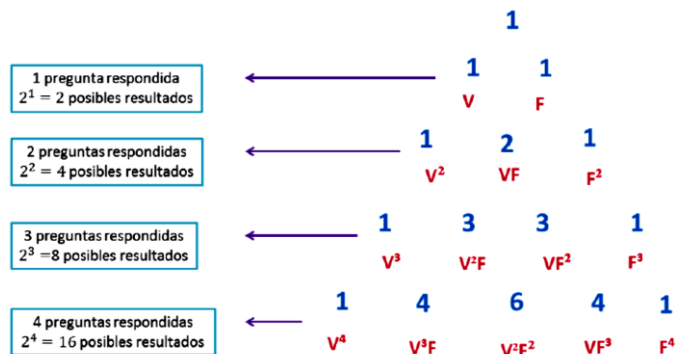 1
1 pregunta respondida
2¹ = 2 posibles resultados
1 1
V F
2 preguntas respondidas
2² = 4 posibles resultados
1 2 1
V² VF F²
3 preguntas respondidas
2³ =8 posibles resultados
1 3 3 1
V³ V²F VF² F³
4 preguntas respondidas
2⁴ = 16 posibles resultados
1 4 6 4 1
V⁴ V³F V²F² VF³ F⁴